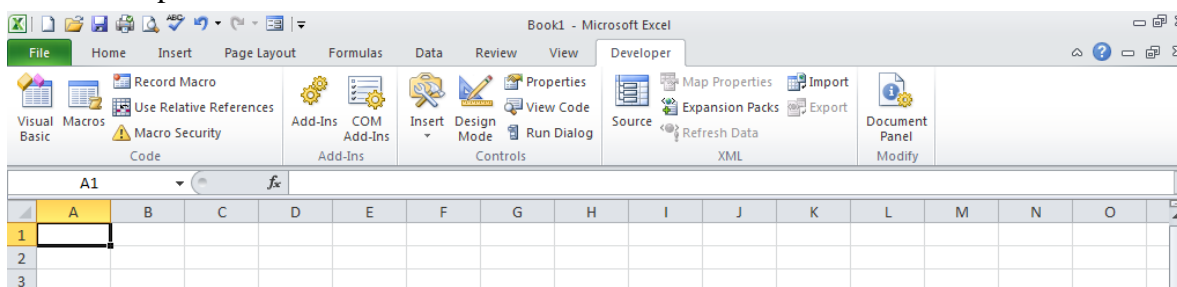 Book1 - Microsoft Excel
File Home Insert Page Layout Formulas Data Review View Developer
Visual Basic
Macros
Record Macro
Use Relative References
Macro Security
Code
Add-Ins
COM Add-Ins
Add-Ins
Insert
Design Mode
Properties
View Code
Run Dialog
Controls
Source
Map Properties
Expansion Packs
Refresh Data
Import
Export
XML
Document Panel
Modify
A1 fx
A B C D E F G H I J K L M N O
1
2
3